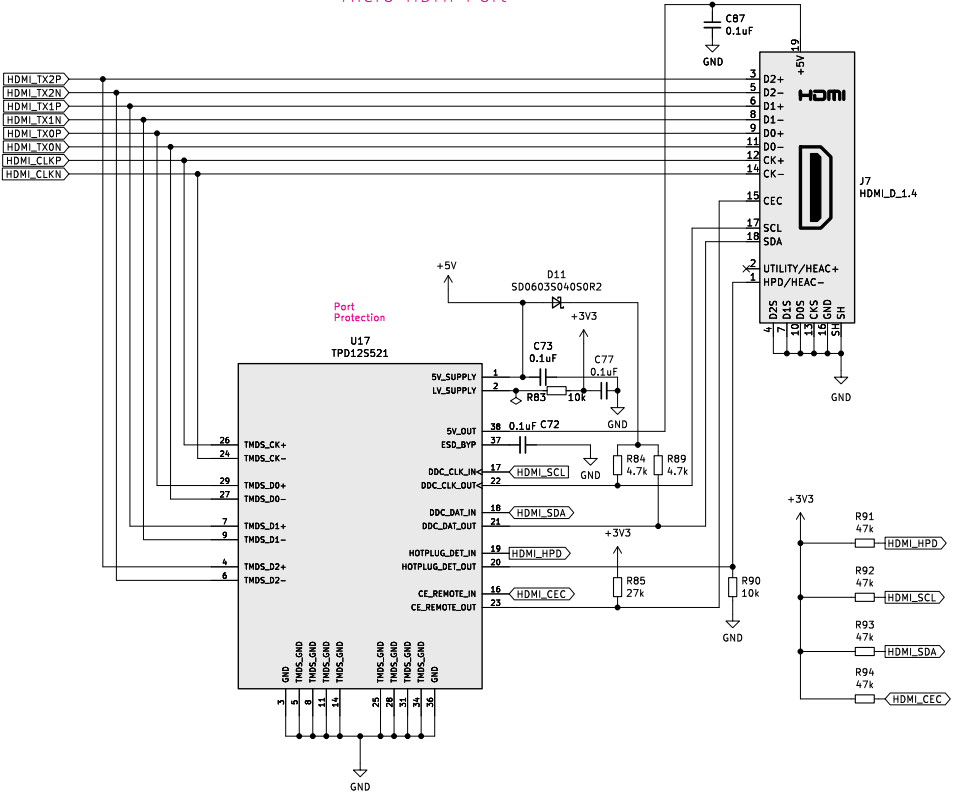 Micro HDMI Port
C87
0.1uF
GND
19
+5V
HDMI_TX2P
HDMI_TX2N
HDMI_TX1P
HDMI_TX1N
HDMI_TX0P
HDMI_TX0N
HDMI_CLKP
HDMI_CLKN
3 D2+
5 D2-
6 D1+
8 D1-
9 D0+
11 D0-
12 CK+
14 CK-
15 CEC
17 SCL
18 SDA
2 UTILITY/HEAC+
1 HPD/HEAC-
HDMI
J7
HDMI_D_1.4
D2S
D1S
D0S
CKS
GND
SH
4
7
10
13
16
SH
GND
+5V
D11
SD0603S040S0R2
+3V3
Port
Protection
U17
TPD12S521
C73
0.1uF
C77
0.1uF
5V_SUPPLY 1
LV_SUPPLY 2
R83 10k
GND
5V_OUT 38
ESD_BYP 37
0.1uF C72
GND
R84
4.7k
R89
4.7k
DDC_CLK_IN 17 HDMI_SCL
DDC_CLK_OUT 22
DDC_DAT_IN 18 HDMI_SDA
DDC_DAT_OUT 21
+3V3
HOTPLUG_DET_IN 19 HDMI_HPD
HOTPLUG_DET_OUT 20
CE_REMOTE_IN 16 HDMI_CEC
CE_REMOTE_OUT 23
R85
27k
R90
10k
GND
26 TMDS_CK+
24 TMDS_CK-
29 TMDS_D0+
27 TMDS_D0-
7 TMDS_D1+
9 TMDS_D1-
4 TMDS_D2+
6 TMDS_D2-
GND
TMDS_GND
TMDS_GND
TMDS_GND
TMDS_GND
TMDS_GND
TMDS_GND
TMDS_GND
TMDS_GND
GND
3
5
8
11
14
25
28
31
34
36
GND
+3V3
R91
47k
HDMI_HPD
R92
47k
HDMI_SCL
R93
47k
HDMI_SDA
R94
47k
HDMI_CEC